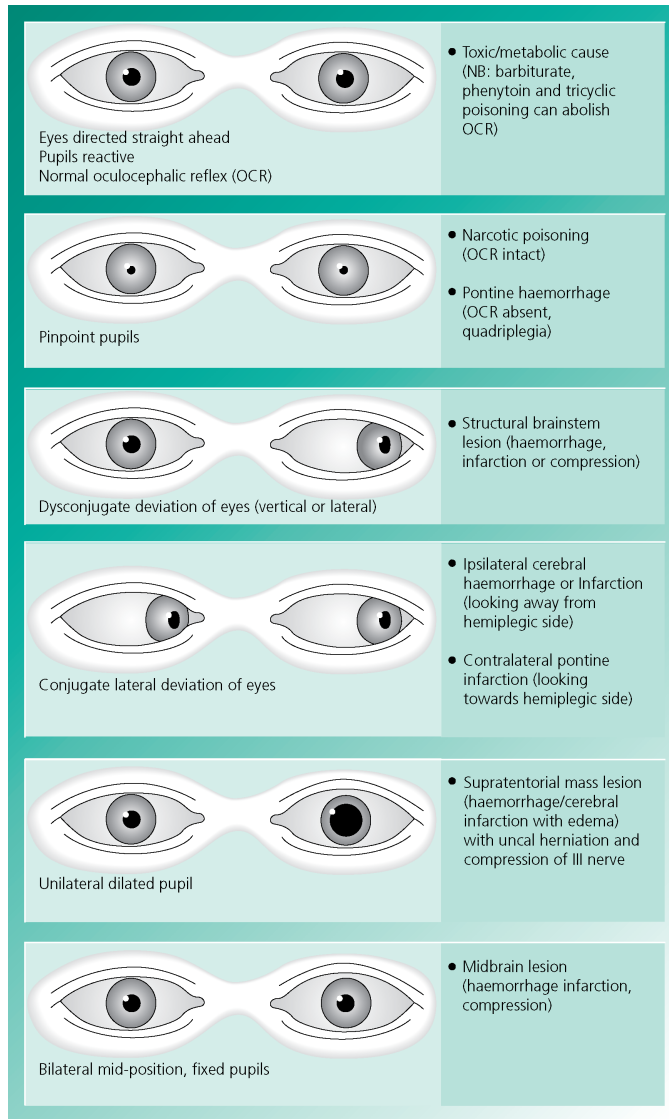 Eyes directed straight ahead
Pupils reactive
Normal oculocephalic reflex (OCR)
• Toxic/metabolic cause
(NB: barbiturate,
phenytoin and tricyclic
poisoning can abolish
OCR)
Pinpoint pupils
• Narcotic poisoning
(OCR intact)
• Pontine haemorrhage
(OCR absent,
quadriplegia)
Dysconjugate deviation of eyes (vertical or lateral)
• Structural brainstem
lesion (haemorrhage,
infarction or compression)
Conjugate lateral deviation of eyes
• Ipsilateral cerebral
haemorrhage or Infarction
(looking away from
hemiplegic side)
• Contralateral pontine
infarction (looking
towards hemiplegic side)
Unilateral dilated pupil
• Supratentorial mass lesion
(haemorrhage/cerebral
infarction with edema)
with uncal herniation and
compression of III nerve
Bilateral mid-position, fixed pupils
• Midbrain lesion
(haemorrhage infarction,
compression)